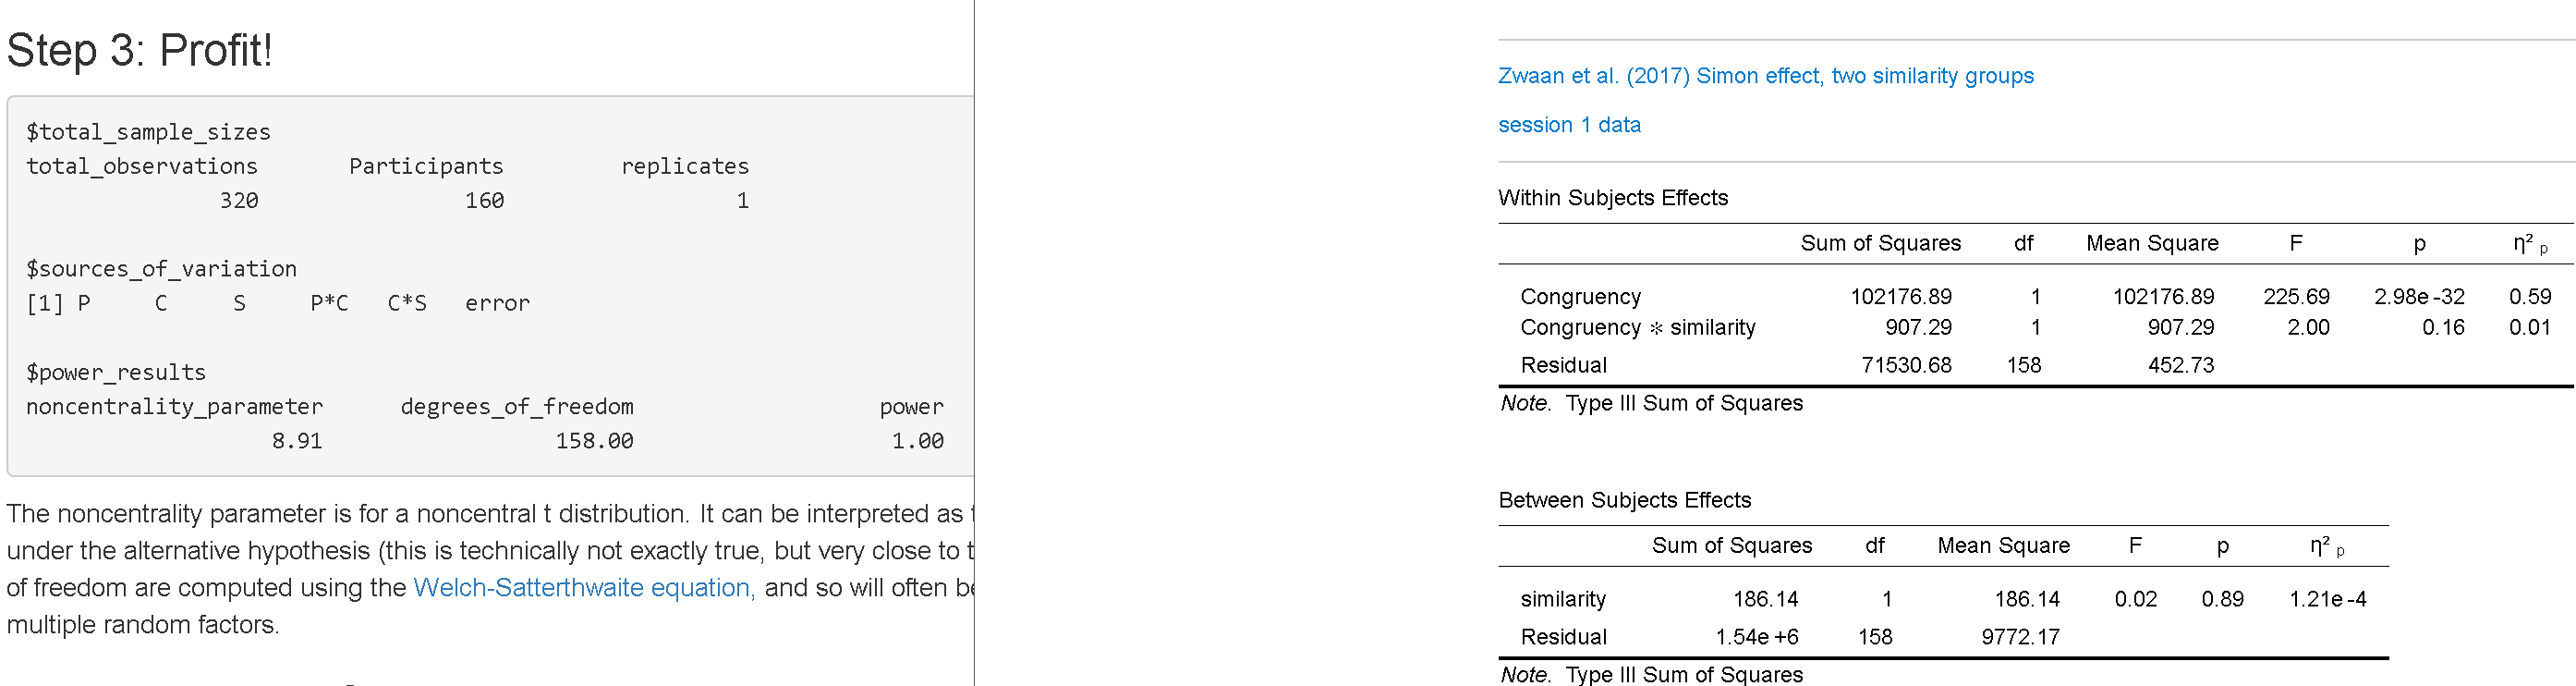 Step 3: Profit!
$total_sample_sizes
total_observations Participants replicates
320 160 1
$sources_of_variation
[1] P C S P*C C*S error
$power_results
noncentrality_parameter degrees_of_freedom power
8.91 158.00 1.00
The noncentrality parameter is for a noncentral t distribution. It can be interpreted as
under the alternative hypothesis (this is technically not exactly true, but very close to
of freedom are computed using the Welch-Satterthwaite equation, and so will often
multiple random factors.
Zwaan et al. (2017) Simon effect, two similarity groups
session 1 data
Within Subjects Effects
Sum of Squares df Mean Square F p η² p
Congruency 102176.89 1 102176.89 225.69 2.98e -32 0.59
Congruency ✻ similarity 907.29 1 907.29 2.00 0.16 0.01
Residual 71530.68 158 452.73
Note. Type III Sum of Squares
Between Subjects Effects
Sum of Squares df Mean Square F p η² p
similarity 186.14 1 186.14 0.02 0.89 1.21e -4
Residual 1.54e +6 158 9772.17
Note. Type III Sum of Squares